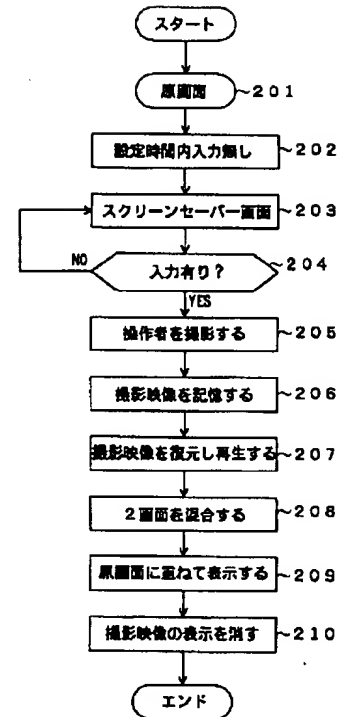 スタート
原画面 ~201
設定時間内入力無し ~202
スクリーンセーバー画面 ~203
入力有り? ~204
NO
YES
操作者を撮影する ~205
撮影映像を記憶する ~206
撮影映像を復元し再生する ~207
2画面を混合する ~208
原画面に重ねて表示する ~209
撮影映像の表示を消す ~210
エンド